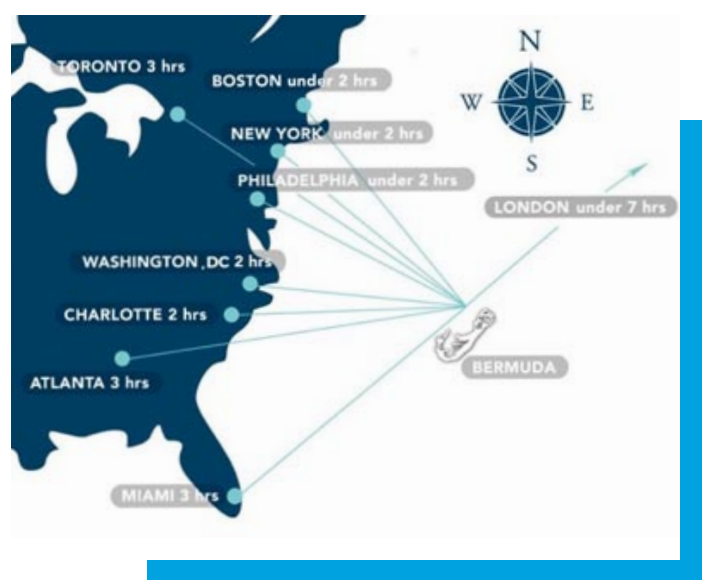 TORONTO 3 hrs
BOSTON under 2 hrs
N
W
E
S
NEW YORK under 2 hrs
PHILADELPHIA under 2 hrs
LONDON under 7 hrs
WASHINGTON, DC 2 hrs
CHARLOTTE 2 hrs
BERMUDA
ATLANTA 3 hrs
MIAMI 3 hrs